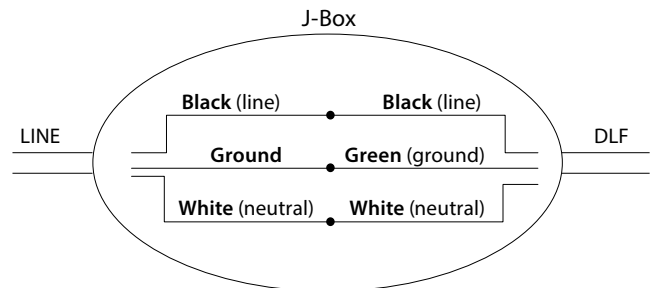 J-Box
Black (line) Black (line)
LINE DLF
Ground Green (ground)
White (neutral) White (neutral)